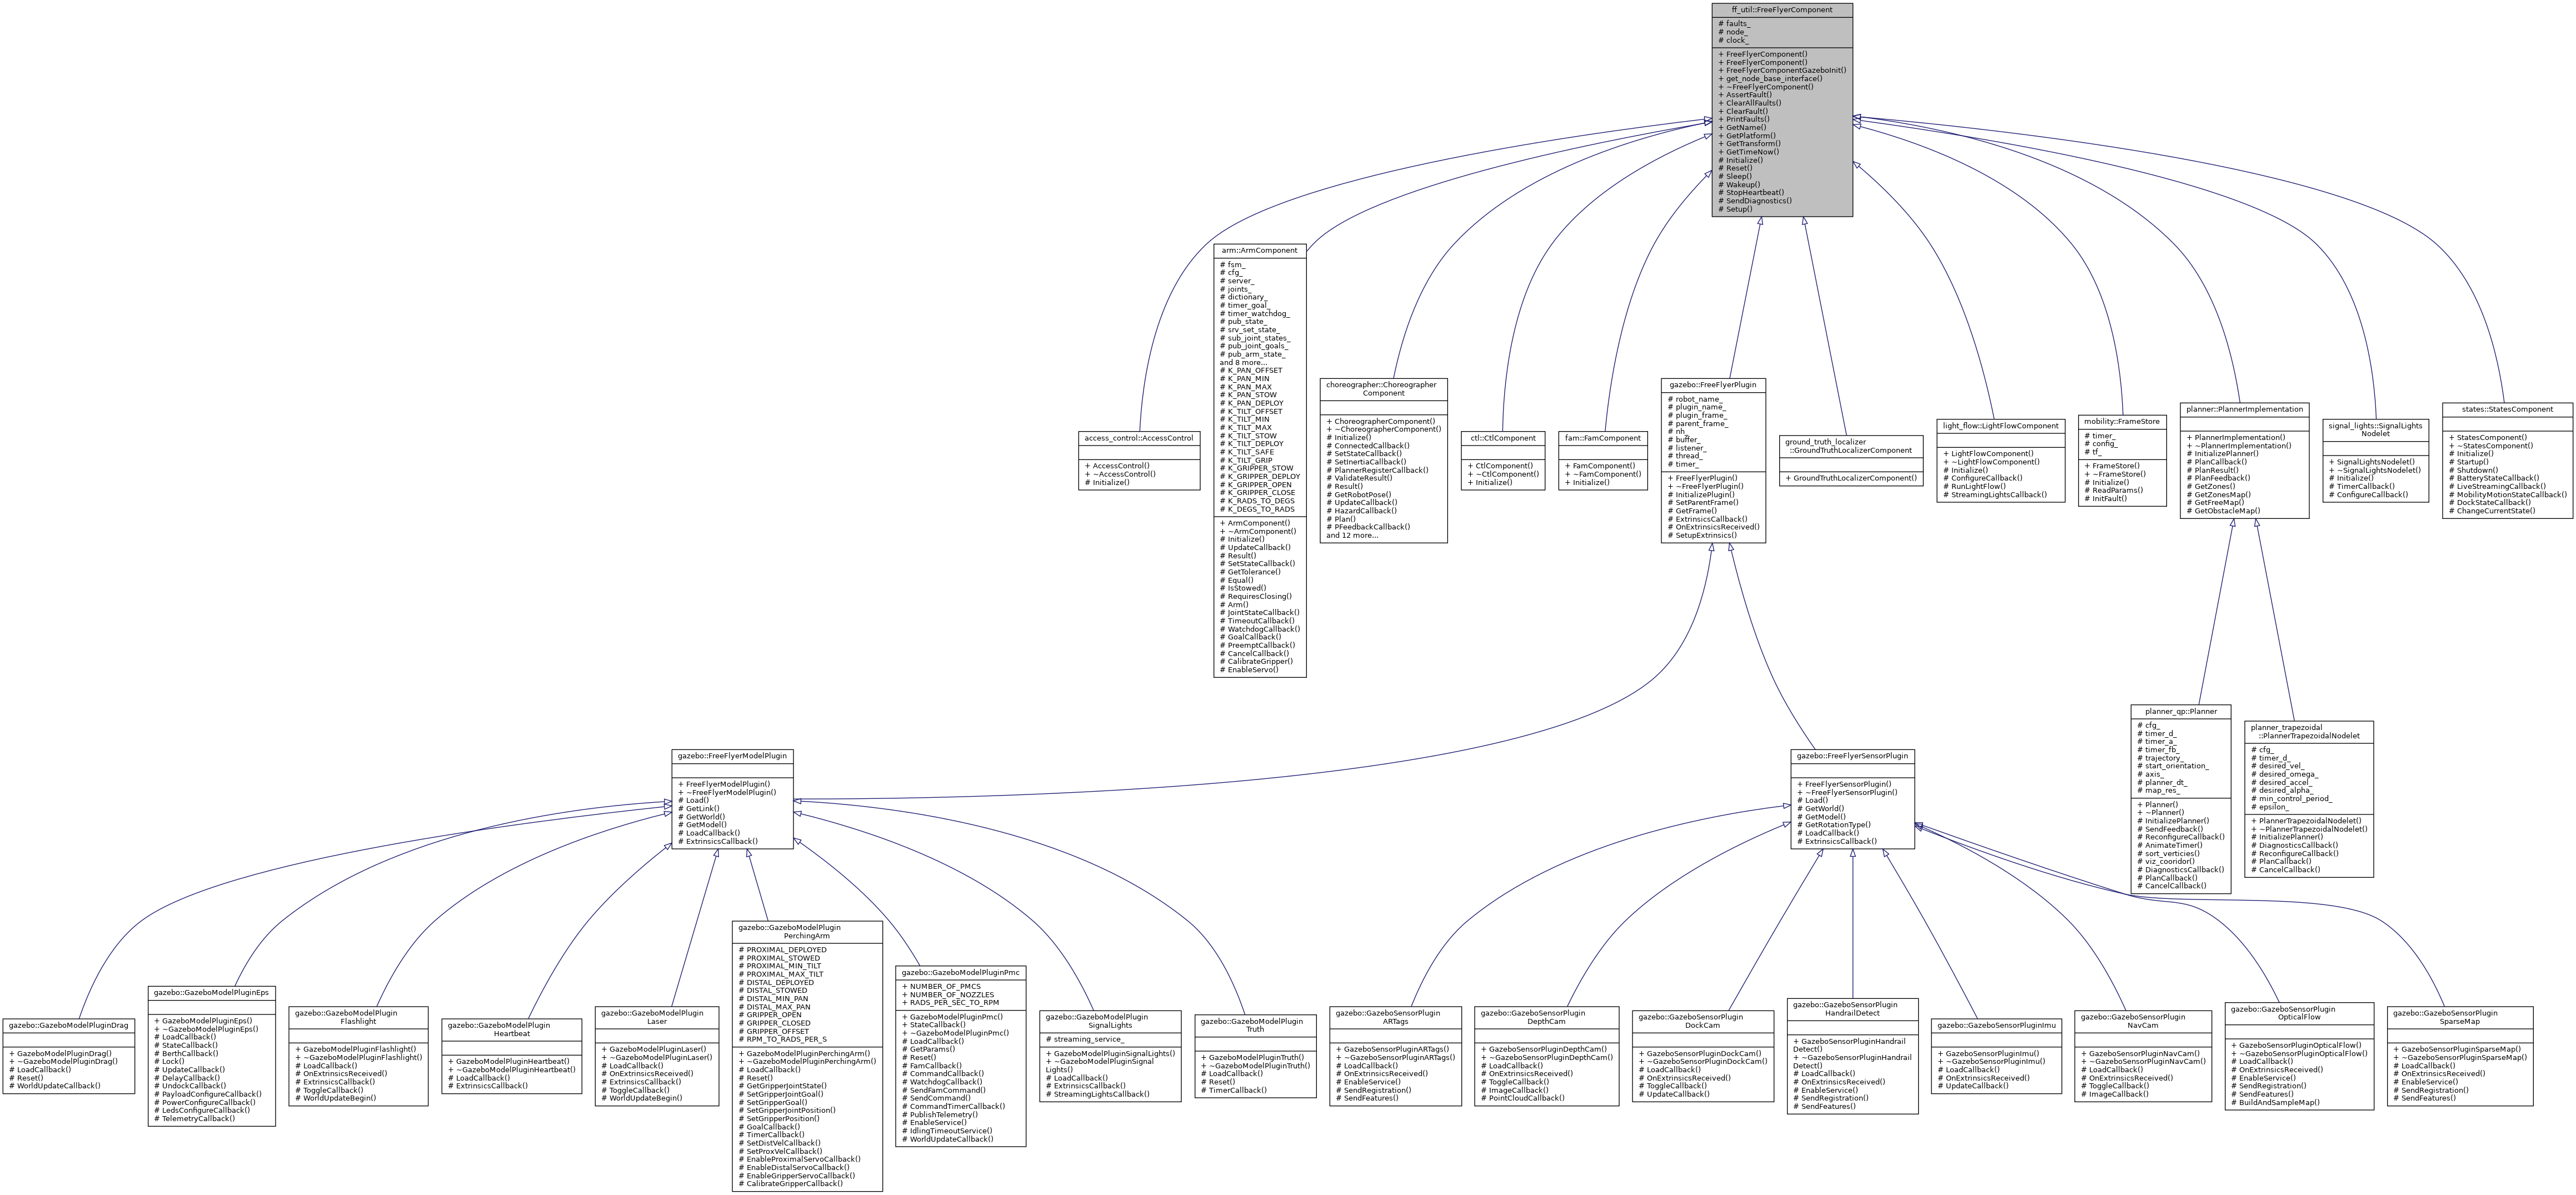 ff_util::FreeFlyerComponent
# faults_
# node_
# clock_
+ FreeFlyerComponent()
+ FreeFlyerComponent()
+ FreeFlyerComponentGazeboInit()
+ get_node_base_interface()
+ ~FreeFlyerComponent()
+ AssertFault()
+ ClearAllFaults()
+ ClearFault()
+ PrintFaults()
+ GetName()
+ GetPlatform()
+ GetTransform()
+ GetTimeNow()
# Initialize()
# Reset()
# Sleep()
# Wakeup()
# StopHeartbeat()
# SendDiagnostics()
# Setup()
access_control::AccessControl
+ AccessControl()
+ ~AccessControl()
# Initialize()
arm::ArmComponent
# fsm_
# cfg_
# server_
# joints_
# dictionary_
# timer_goal_
# timer_watchdog_
# pub_state_
# srv_set_state_
# sub_joint_states_
# pub_joint_goals_
# pub_arm_state_
and 8 more...
# K_PAN_OFFSET
# K_PAN_MIN
# K_PAN_MAX
# K_PAN_STOW
# K_PAN_DEPLOY
# K_TILT_OFFSET
# K_TILT_MIN
# K_TILT_MAX
# K_TILT_STOW
# K_TILT_DEPLOY
# K_TILT_SAFE
# K_TILT_GRIP
# K_GRIPPER_STOW
# K_GRIPPER_DEPLOY
# K_GRIPPER_OPEN
# K_GRIPPER_CLOSE
# K_RADS_TO_DEGS
# K_DEGS_TO_RADS
+ ArmComponent()
+ ~ArmComponent()
# Initialize()
# UpdateCallback()
# Result()
# SetStateCallback()
# GetTolerance()
# Equal()
# IsStowed()
# RequiresClosing()
# Arm()
# JointStateCallback()
# TimeoutCallback()
# WatchdogCallback()
# GoalCallback()
# PreemptCallback()
# CancelCallback()
# CalibrateGripper()
# EnableServo()
choreographer::Choreographer
Component
+ ChoreographerComponent()
+ ~ChoreographerComponent()
# Initialize()
# ConnectedCallback()
# SetStateCallback()
# SetInertiaCallback()
# PlannerRegisterCallback()
# ValidateResult()
# Result()
# GetRobotPose()
# UpdateCallback()
# HazardCallback()
# Plan()
# PFeedbackCallback()
and 12 more...
ctl::CtlComponent
+ CtlComponent()
+ ~CtlComponent()
+ Initialize()
fam::FamComponent
+ FamComponent()
+ ~FamComponent()
+ Initialize()
gazebo::FreeFlyerPlugin
# robot_name_
# plugin_name_
# plugin_frame_
# parent_frame_
# nh_
# buffer_
# listener_
# thread_
# timer_
+ FreeFlyerPlugin()
+ ~FreeFlyerPlugin()
# InitializePlugin()
# SetParentFrame()
# GetFrame()
# ExtrinsicsCallback()
# OnExtrinsicsReceived()
# SetupExtrinsics()
ground_truth_localizer
::GroundTruthLocalizerComponent
+ GroundTruthLocalizerComponent()
light_flow::LightFlowComponent
+ LightFlowComponent()
+ ~LightFlowComponent()
# Initialize()
# ConfigureCallback()
# RunLightFlow()
# StreamingLightsCallback()
mobility::FrameStore
# timer_
# config_
# tf_
+ FrameStore()
+ ~FrameStore()
# Initialize()
# ReadParams()
# InitFault()
planner::PlannerImplementation
+ PlannerImplementation()
+ ~PlannerImplementation()
# InitializePlanner()
# PlanCallback()
# PlanResult()
# PlanFeedback()
# GetZones()
# GetZonesMap()
# GetFreeMap()
# GetObstacleMap()
signal_lights::SignalLights
Nodelet
+ SignalLightsNodelet()
+ ~SignalLightsNodelet()
# Initialize()
# TimerCallback()
# ConfigureCallback()
states::StatesComponent
+ StatesComponent()
+ ~StatesComponent()
# Initialize()
# Startup()
# Shutdown()
# BatteryStateCallback()
# LiveStreamingCallback()
# MobilityMotionStateCallback()
# DockStateCallback()
# ChangeCurrentState()
planner_qp::Planner
# cfg_
# timer_d_
# timer_a_
# timer_fb_
# trajectory_
# start_orientation_
# axis_
# planner_dt_
# map_res_
+ Planner()
+ ~Planner()
# InitializePlanner()
# SendFeedback()
# ReconfigureCallback()
# AnimateTimer()
# sort_verticies()
# viz_cooridor()
# DiagnosticsCallback()
# PlanCallback()
# CancelCallback()
planner_trapezoidal
::PlannerTrapezoidalNodelet
# cfg_
# timer_d_
# desired_vel_
# desired_omega_
# desired_accel_
# desired_alpha_
# min_control_period_
# epsilon_
+ PlannerTrapezoidalNodelet()
+ ~PlannerTrapezoidalNodelet()
# InitializePlanner()
# DiagnosticsCallback()
# ReconfigureCallback()
# PlanCallback()
# CancelCallback()
gazebo::FreeFlyerModelPlugin
+ FreeFlyerModelPlugin()
+ ~FreeFlyerModelPlugin()
# Load()
# GetLink()
# GetWorld()
# GetModel()
# LoadCallback()
# ExtrinsicsCallback()
gazebo::FreeFlyerSensorPlugin
+ FreeFlyerSensorPlugin()
+ ~FreeFlyerSensorPlugin()
# Load()
# GetWorld()
# GetModel()
# GetRotationType()
# LoadCallback()
# ExtrinsicsCallback()
gazebo::GazeboModelPluginDrag
+ GazeboModelPluginDrag()
+ ~GazeboModelPluginDrag()
# LoadCallback()
# Reset()
# WorldUpdateCallback()
gazebo::GazeboModelPluginEps
+ GazeboModelPluginEps()
+ ~GazeboModelPluginEps()
# LoadCallback()
# StateCallback()
# BerthCallback()
# Lock()
# UpdateCallback()
# DelayCallback()
# UndockCallback()
# PayloadConfigureCallback()
# PowerConfigureCallback()
# LedsConfigureCallback()
# TelemetryCallback()
gazebo::GazeboModelPlugin
Flashlight
+ GazeboModelPluginFlashlight()
+ ~GazeboModelPluginFlashlight()
# LoadCallback()
# OnExtrinsicsReceived()
# ExtrinsicsCallback()
# ToggleCallback()
# WorldUpdateBegin()
gazebo::GazeboModelPlugin
Heartbeat
+ GazeboModelPluginHeartbeat()
+ ~GazeboModelPluginHeartbeat()
# LoadCallback()
# ExtrinsicsCallback()
gazebo::GazeboModelPlugin
Laser
+ GazeboModelPluginLaser()
+ ~GazeboModelPluginLaser()
# LoadCallback()
# OnExtrinsicsReceived()
# ExtrinsicsCallback()
# ToggleCallback()
# WorldUpdateBegin()
gazebo::GazeboModelPlugin
PerchingArm
# PROXIMAL_DEPLOYED
# PROXIMAL_STOWED
# PROXIMAL_MIN_TILT
# PROXIMAL_MAX_TILT
# DISTAL_DEPLOYED
# DISTAL_STOWED
# DISTAL_MIN_PAN
# DISTAL_MAX_PAN
# GRIPPER_OPEN
# GRIPPER_CLOSED
# GRIPPER_OFFSET
# RPM_TO_RADS_PER_S
+ GazeboModelPluginPerchingArm()
+ ~GazeboModelPluginPerchingArm()
# LoadCallback()
# Reset()
# GetGripperJointState()
# SetGripperJointGoal()
# SetGripperGoal()
# SetGripperJointPosition()
# SetGripperPosition()
# GoalCallback()
# TimerCallback()
# SetDistVelCallback()
# SetProxVelCallback()
# EnableProximalServoCallback()
# EnableDistalServoCallback()
# EnableGripperServoCallback()
# CalibrateGripperCallback()
gazebo::GazeboModelPluginPmc
+ NUMBER_OF_PMCS
+ NUMBER_OF_NOZZLES
+ RADS_PER_SEC_TO_RPM
+ GazeboModelPluginPmc()
+ StateCallback()
+ ~GazeboModelPluginPmc()
# LoadCallback()
# GetParams()
# Reset()
# FamCallback()
# CommandCallback()
# WatchdogCallback()
# SendFamCommand()
# SendCommand()
# CommandTimerCallback()
# PublishTelemetry()
# EnableService()
# IdlingTimeoutService()
# WorldUpdateCallback()
gazebo::GazeboModelPlugin
SignalLights
# streaming_service_
+ GazeboModelPluginSignalLights()
+ ~GazeboModelPluginSignal
Lights()
# LoadCallback()
# ExtrinsicsCallback()
# StreamingLightsCallback()
gazebo::GazeboModelPlugin
Truth
+ GazeboModelPluginTruth()
+ ~GazeboModelPluginTruth()
# LoadCallback()
# Reset()
# TimerCallback()
gazebo::GazeboSensorPlugin
ARTags
+ GazeboSensorPluginARTags()
+ ~GazeboSensorPluginARTags()
# LoadCallback()
# OnExtrinsicsReceived()
# EnableService()
# SendRegistration()
# SendFeatures()
gazebo::GazeboSensorPlugin
DepthCam
+ GazeboSensorPluginDepthCam()
+ ~GazeboSensorPluginDepthCam()
# LoadCallback()
# OnExtrinsicsReceived()
# ToggleCallback()
# ImageCallback()
# PointCloudCallback()
gazebo::GazeboSensorPlugin
DockCam
+ GazeboSensorPluginDockCam()
+ ~GazeboSensorPluginDockCam()
# LoadCallback()
# OnExtrinsicsReceived()
# ToggleCallback()
# UpdateCallback()
gazebo::GazeboSensorPlugin
HandrailDetect
+ GazeboSensorPluginHandrail
Detect()
+ ~GazeboSensorPluginHandrail
Detect()
# LoadCallback()
# OnExtrinsicsReceived()
# EnableService()
# SendRegistration()
# SendFeatures()
gazebo::GazeboSensorPluginImu
+ GazeboSensorPluginImu()
+ ~GazeboSensorPluginImu()
# LoadCallback()
# OnExtrinsicsReceived()
# UpdateCallback()
gazebo::GazeboSensorPlugin
NavCam
+ GazeboSensorPluginNavCam()
+ ~GazeboSensorPluginNavCam()
# LoadCallback()
# OnExtrinsicsReceived()
# ToggleCallback()
# ImageCallback()
gazebo::GazeboSensorPlugin
OpticalFlow
+ GazeboSensorPluginOpticalFlow()
+ ~GazeboSensorPluginOpticalFlow()
# LoadCallback()
# OnExtrinsicsReceived()
# EnableService()
# SendRegistration()
# SendFeatures()
# BuildAndSampleMap()
gazebo::GazeboSensorPlugin
SparseMap
+ GazeboSensorPluginSparseMap()
+ ~GazeboSensorPluginSparseMap()
# LoadCallback()
# OnExtrinsicsReceived()
# EnableService()
# SendRegistration()
# SendFeatures()